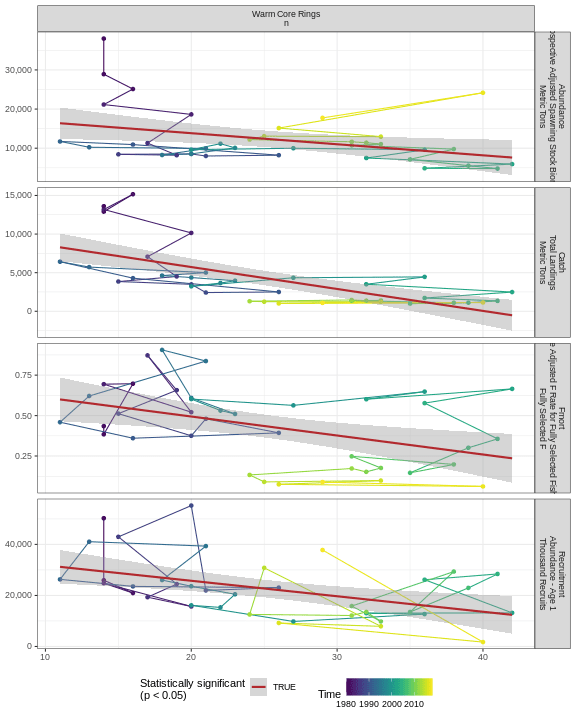 Warm Core Rings
n
30,000
20,000
10,000
Abundance
Adjusted Spawning Stock
Metric Tons
15,000
10,000
5,000
0
Catch
Total Landings
Metric Tons
0.75
0.50
0.25
Fmort
Adjusted F Rate for Fully Selected
Fully Selected F
40,000
20,000
0
Recruitment
Abundance - Age 1
Thousand Recruits
10
20
30
40
Statistically significant
(p < 0.05)
TRUE
Time
1980 1990 2000 2010